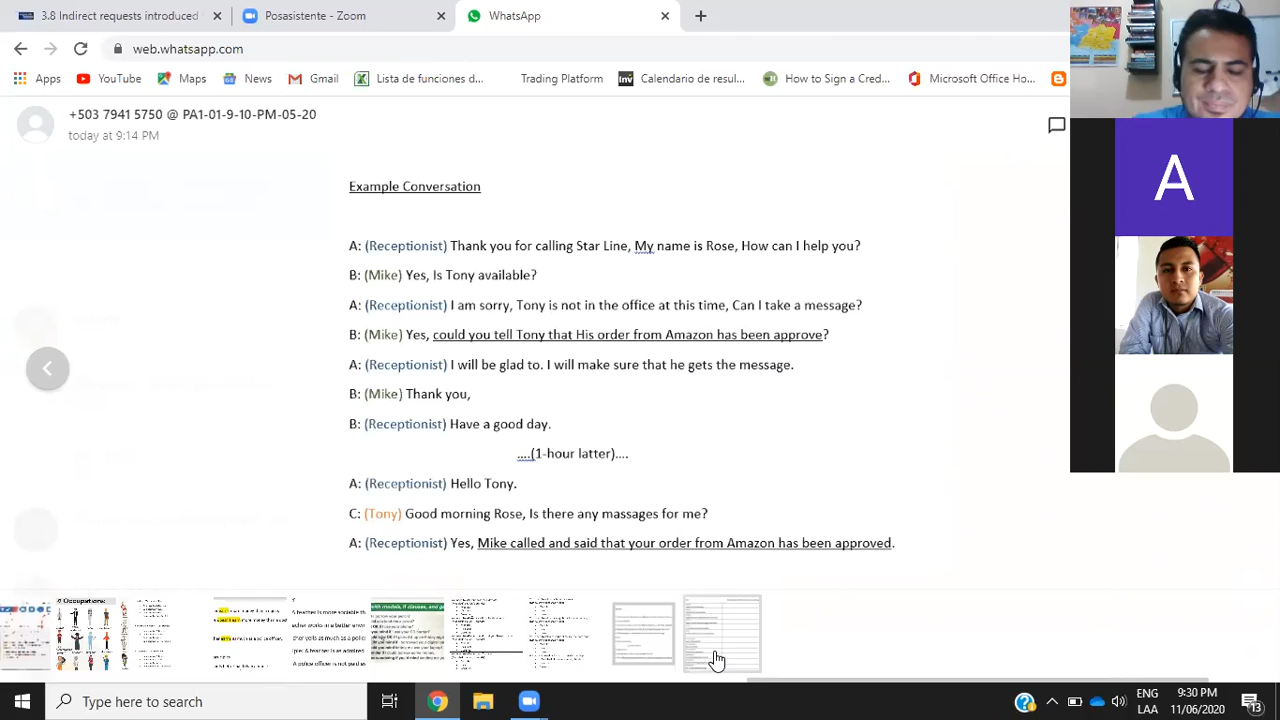 3.8 Indirect requests introduced
Posasistente - Zoom
WhatsApp
web.whatsapp.com
Apps
YouTube
Maps
News
Gmail
Lista de funciones d...
Trading Platform
Calendario de resul...
How to Sign a Cred...
Microsoft Office Ho...
+503 7941 5750 @ PA1-01-9-10-PM-05-20
today at 9:14 PM
Example Conversation
A: (Receptionist) Thank you for calling Star Line, My name is Rose, How can I help you?
B: (Mike) Yes, Is Tony available?
A: (Receptionist) I am sorry, Tony is not in the office at this time, Can I take a message?
B: (Mike) Yes, could you tell Tony that His order from Amazon has been approve?
A: (Receptionist) I will be glad to. I will make sure that he gets the message.
B: (Mike) Thank you,
B: (Receptionist) Have a good day.
....(1-hour latter)....
A: (Receptionist) Hello Tony.
C: (Tony) Good morning Rose, Is there any massages for me?
A: (Receptionist) Yes, Mike called and said that your order from Amazon has been approved.
A
Type here to search
ENG
LAA
9:30 PM
11/06/2020
13